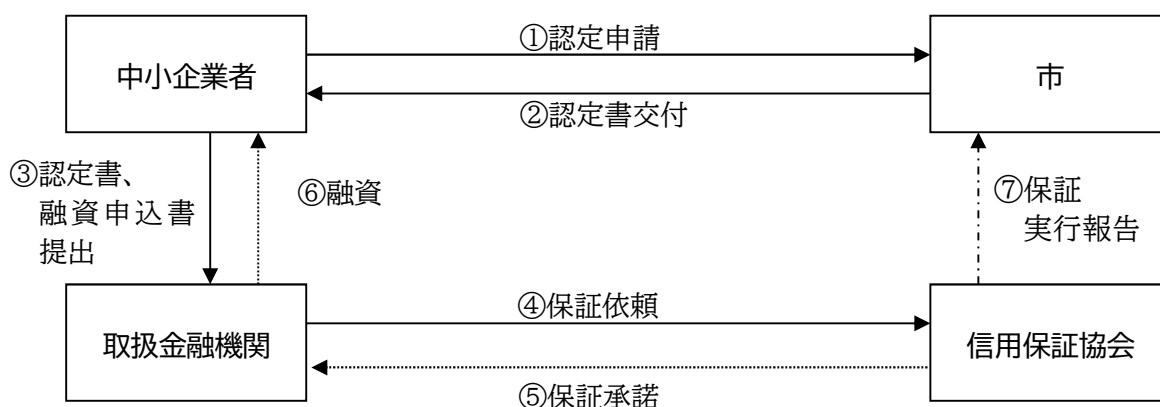 ①認定申請
中小企業者
市
②認定書交付
③認定書、
融資申込書
提出
⑥融資
⑦保証
実行報告
④保証依頼
取扱金融機関
信用保証協会
⑤保証承諾